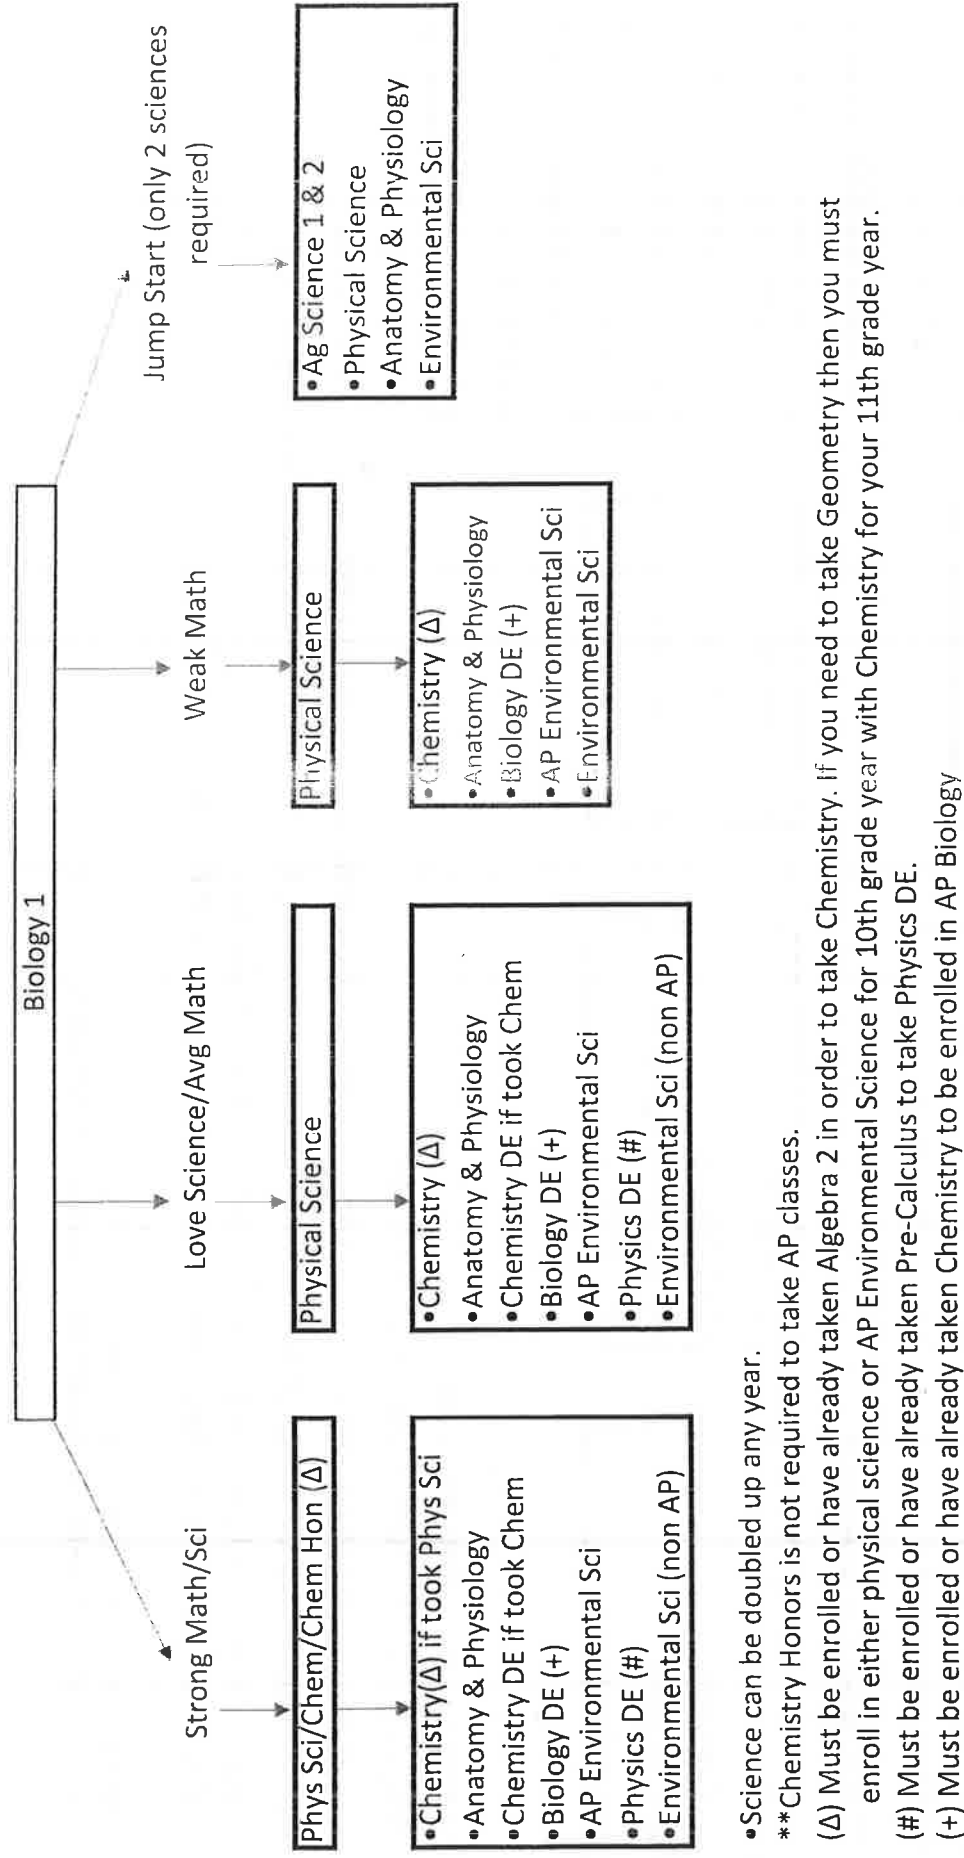 Biology 1
Strong Math/Sci
Love Science/Avg Math
Weak Math
Jump Start (only 2 sciences
required)
Phys Sci/Chem/Chem Hon (Δ)
Physical Science
Physical Science
•Ag Science 1 & 2
•Physical Science
•Anatomy & Physiology
•Environmental Sci
•Chemistry(Δ) if took Phys Sci
•Anatomy & Physiology
•Chemistry DE if took Chem
•Biology DE (+)
•AP Environmental Sci
•Physics DE (#)
•Environmental Sci (non AP)
•Chemistry (Δ)
•Anatomy & Physiology
•Chemistry DE if took Chem
•Biology DE (+)
•AP Environmental Sci
•Physics DE (#)
•Environmental Sci (non AP)
•Chemistry (Δ)
•Anatomy & Physiology
•Biology DE (+)
•AP Environmental Sci
•Environmental Sci
•Science can be doubled up any year.
**Chemistry Honors is not required to take AP classes.
(Δ) Must be enrolled or have already taken Algebra 2 in order to take Chemistry. If you need to take Geometry then you must
enroll in either physical science or AP Environmental Science for 10th grade year with Chemistry for your 11th grade year.
(#) Must be enrolled or have already taken Pre-Calculus to take Physics DE.
(+) Must be enrolled or have already taken Chemistry to be enrolled in AP Biology